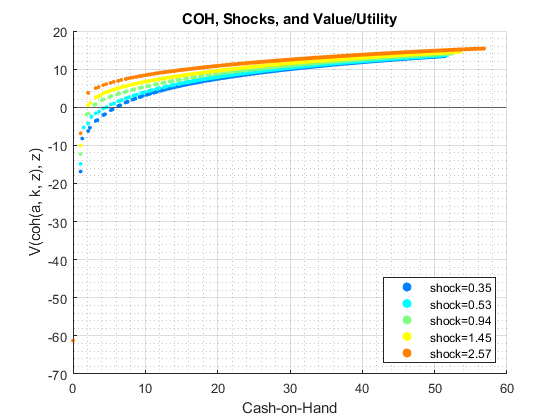 COH, Shocks, and Value/Utility
20
10
0
-10
-20
-30
-40
-50
-60
-70
V(coh(a, k, z), z)
shock=0.35
shock=0.53
shock=0.94
shock=1.45
shock=2.57
0 10 20 30 40 50 60
Cash-on-Hand